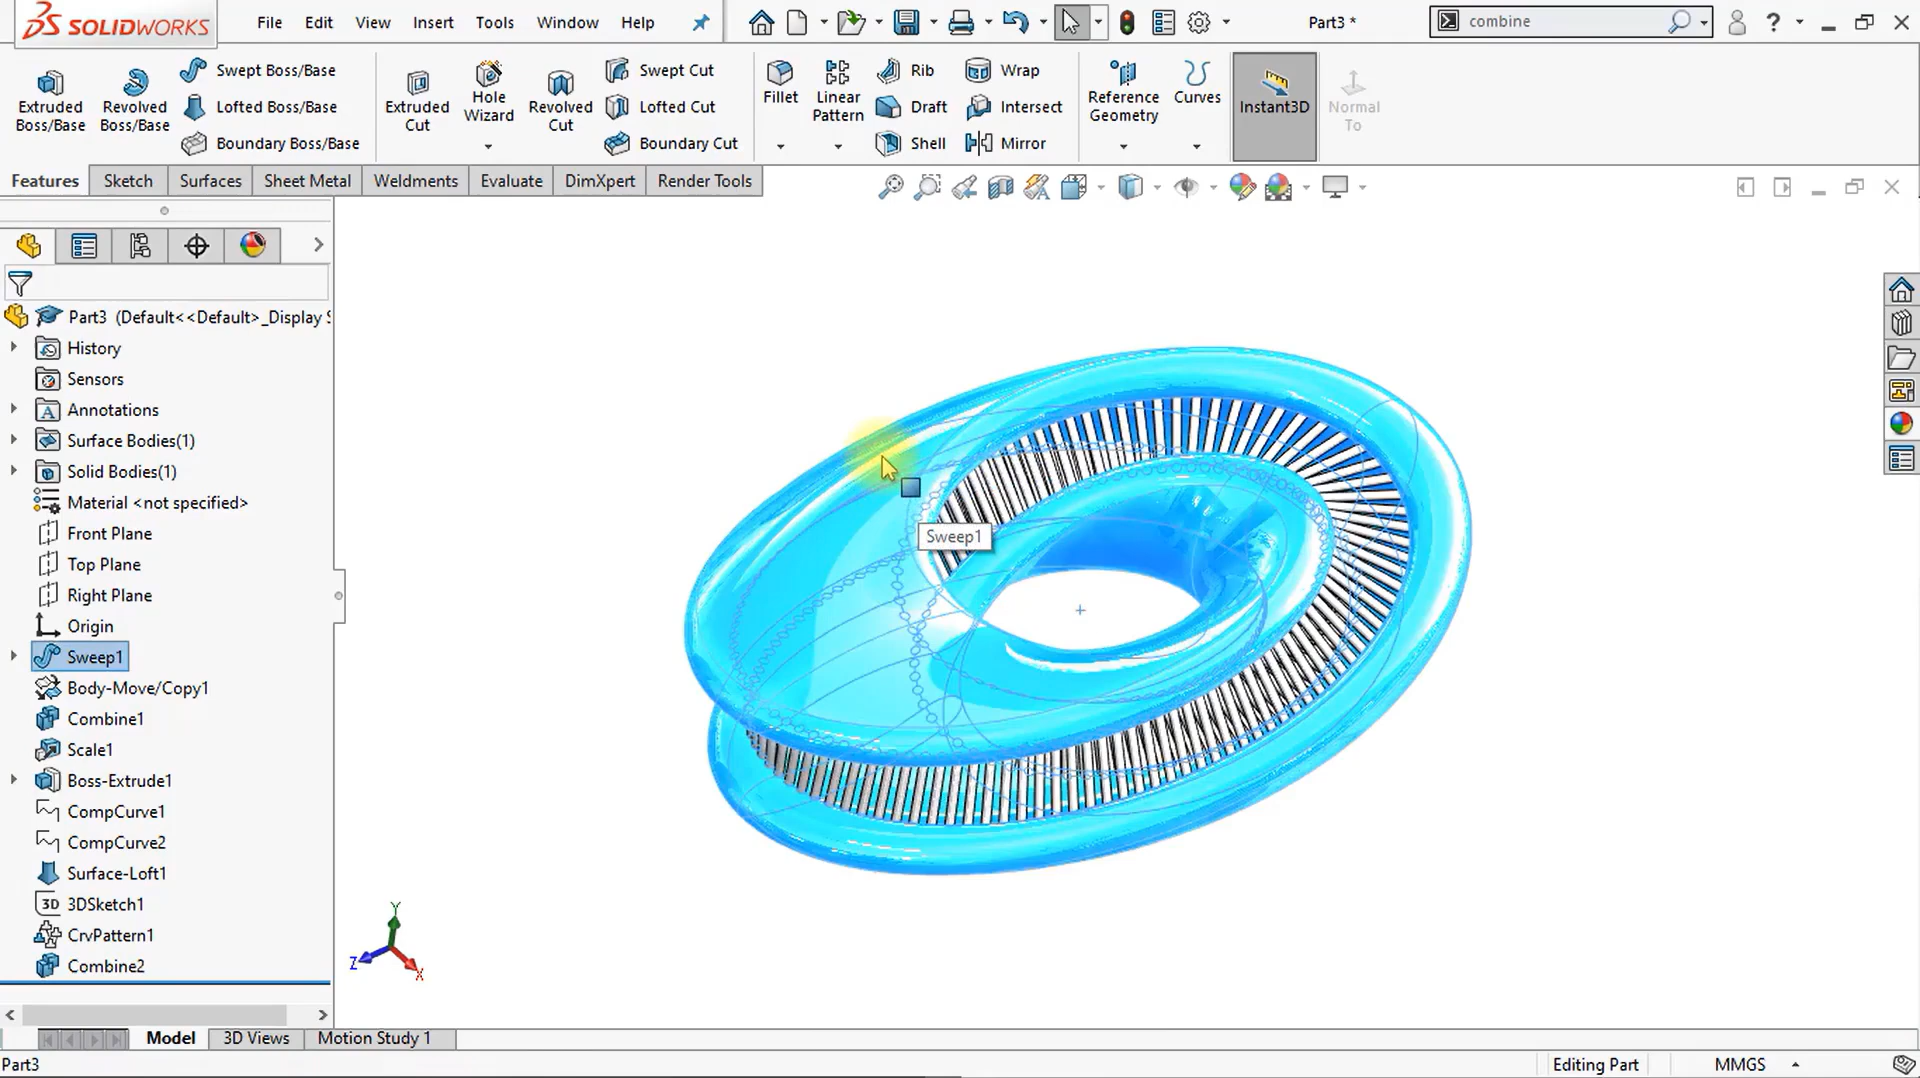 SOLIDWORKS File Edit View Insert Tools Window Help Part3 * combine ?
Extruded Boss/Base
Revolved Boss/Base
Swept Boss/Base
Lofted Boss/Base
Boundary Boss/Base
Extruded Cut
Hole Wizard
Revolved Cut
Swept Cut
Lofted Cut
Boundary Cut
Fillet
Linear Pattern
Rib
Draft
Shell
Wrap
Intersect
Mirror
Reference Geometry
Curves
Instant3D
Normal To
Features Sketch Surfaces Sheet Metal Weldments Evaluate DimXpert Render Tools
Part3 (Default<<Default>_Display S
History
Sensors
Annotations
Surface Bodies(1)
Solid Bodies(1)
Material <not specified>
Front Plane
Top Plane
Right Plane
Origin
Sweep1
Body-Move/Copy1
Combine1
Scale1
Boss-Extrude1
CompCurve1
CompCurve2
Surface-Loft1
3D 3DSketch1
CrvPattern1
Combine2
Sweep1
Y
Z
X
Model 3D Views Motion Study 1
Part3 Editing Part MMGS